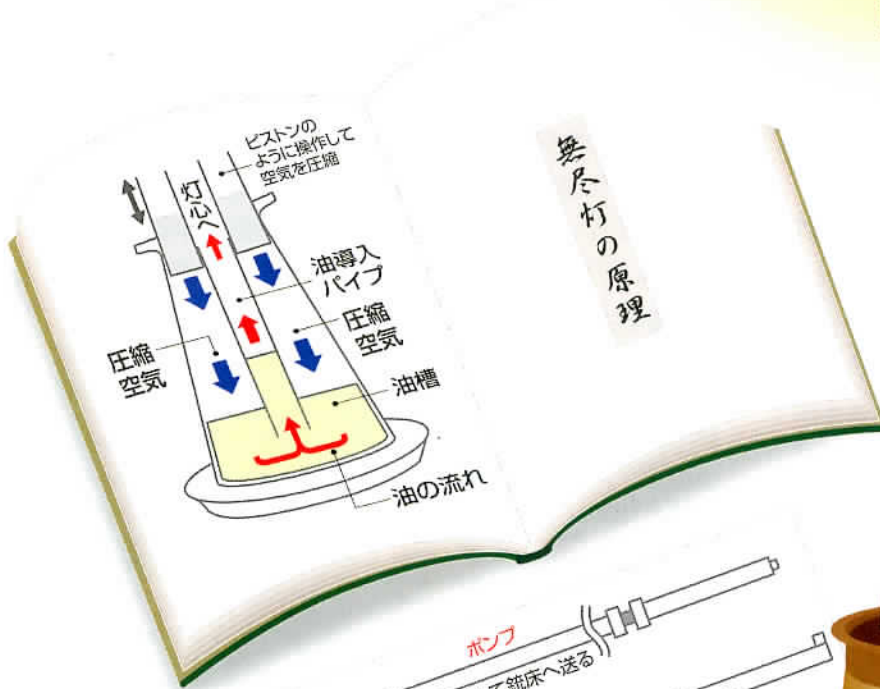 無尽灯の原理
ピストンの
ように操作して
空気を圧縮
灯心へ
油導入
パイプ
圧縮
空気
圧縮
空気
油槽
油の流れ
ポンプ
て銃床へ送る